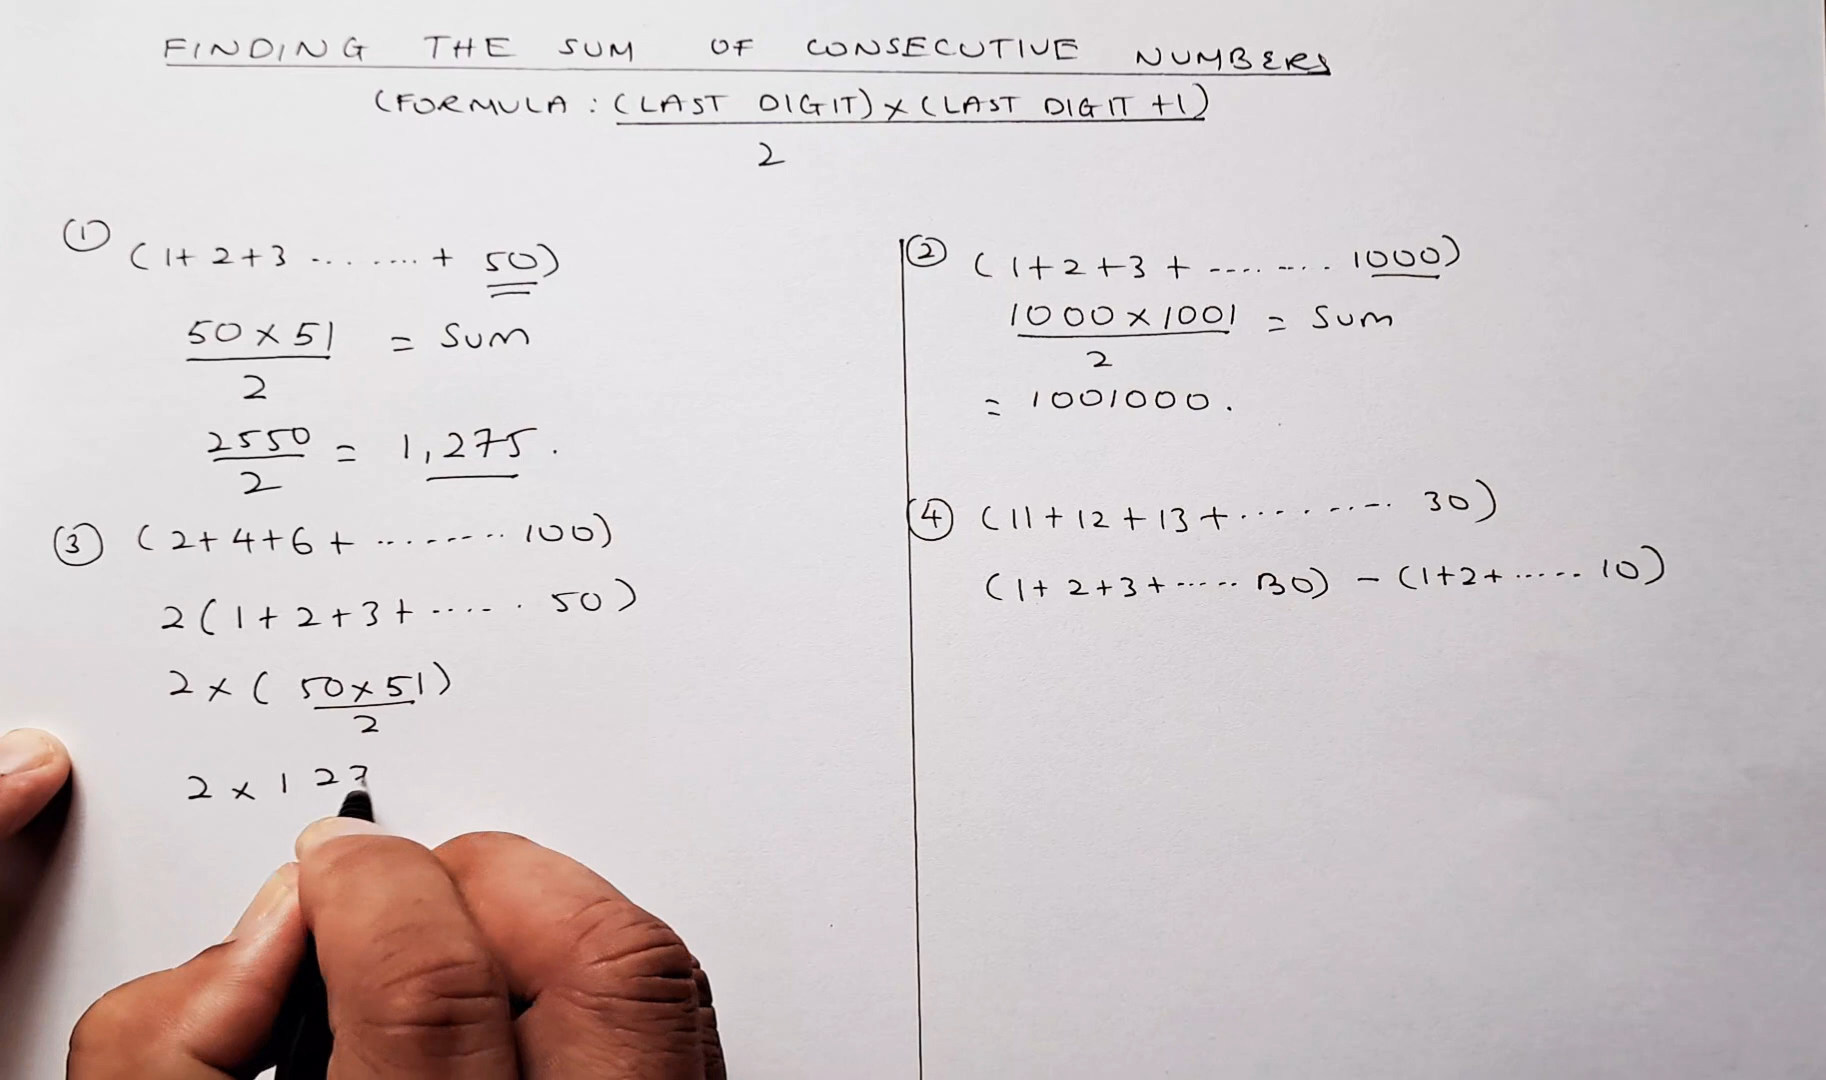 FINDING THE SUM OF CONSECUTIVE NUMBERS
(FORMULA : (LAST DIGIT) × (LAST DIGIT +1)
2
① (1+ 2+3 ........ + 50)
50 × 51 = SUM
2
2550 = 1,275.
2
③ (2+ 4+6 + ......... 100)
2(1+ 2+3+ ...... 50)
2 × ( 50×51)
2
2 × 1 2
② (1+2+3 + ........ 1000)
1000 × 1001 = SUM
2
= 1001000.
④ (11+12+13+ ......... 30)
(1+ 2+3+ ...... 30) - (1+2+ ...... 10)